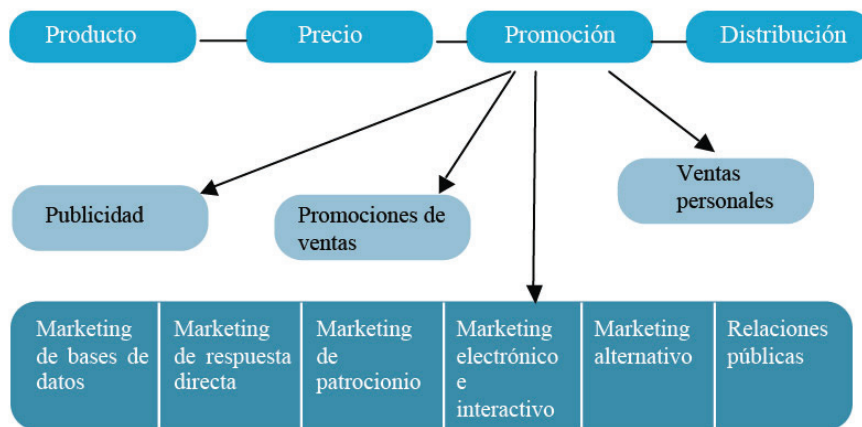 Producto
Precio
Promoción
Distribución
Publicidad
Promociones de
ventas
Ventas
personales
Marketing
de bases de
datos
Marketing
de respuesta
directa
Marketing
de
patrocionio
Marketing
electrónico
e
interactivo
Marketing
alternativo
Relaciones
públicas